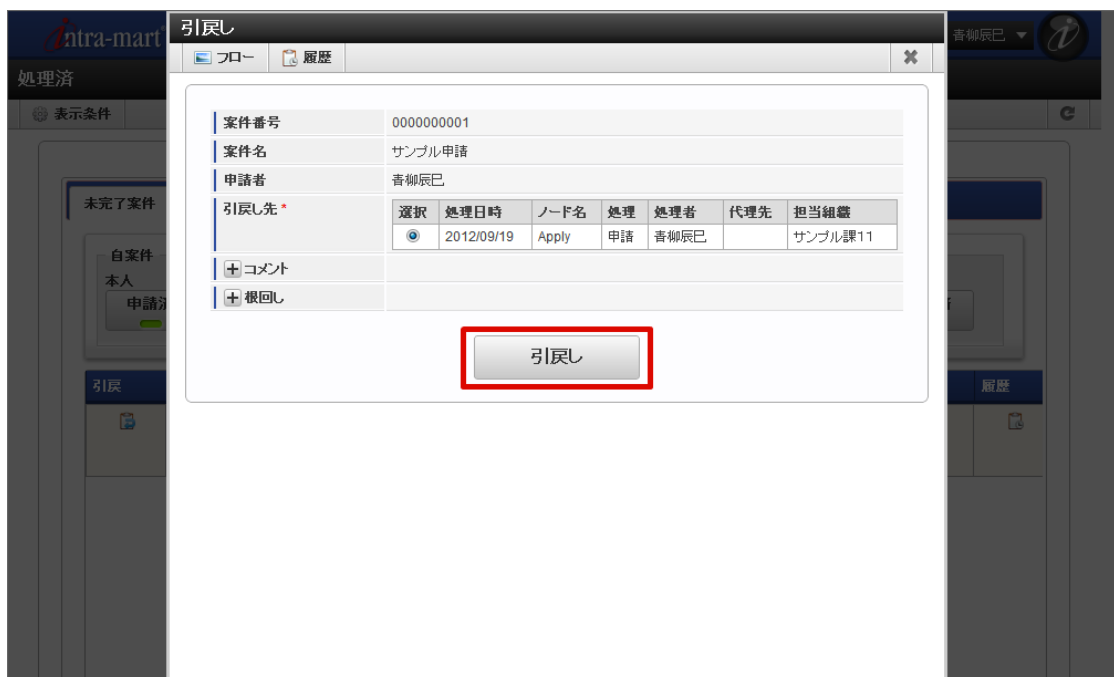 intra-mart
引戻し
青柳辰巳
フロー 履歴
処理済
表示条件
案件番号 0000000001
案件名 サンプル申請
申請者 青柳辰巳
引戻し先 *
選択 処理日時 ノード名 処理 処理者 代理先 担当組織
2012/09/19 Apply 申請 青柳辰巳 サンプル課11
コメント
根回し
引戻し
未完了案件
自案件
本人
申請
引戻
履歴